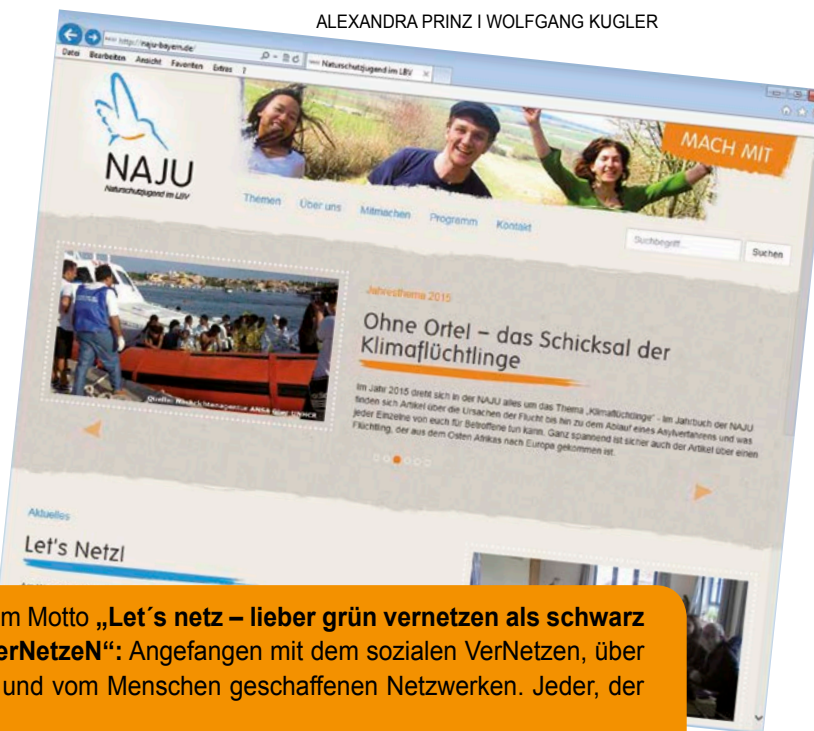 ALEXANDRA PRINZ I WOLFGANG KUGLER
http://naju-bayern.de/
Naturschutzjugend im LBV
Datei Bearbeiten Ansicht Favoriten Extras ?
MACH MIT
NAJU
Naturschutzjugend im LBV
Themen Über uns Mitmachen Programm Kontakt
Suchbegriff... Suchen
Jahresthema 2015
Ohne Ortel – das Schicksal der
Klimaflüchtlinge
Im Jahr 2015 dreht sich in der NAJU alles um das Thema „Klimaflüchtlinge" - Im Jahrbuch der NAJU
finden sich Artikel über die Ursachen der Flucht bis hin zu dem Ablauf eines Asylverfahrens und was
jeder Einzelne von euch für Betroffene tun kann. Ganz spannend ist sicher auch der Artikel über einen
Flüchtling, der aus dem Osten Afrikas nach Europa gekommen ist.
Quelle: Nachrichtenagentur ANSA über UNHCR
Aktuelles
Let's Netz!
m Motto „Let´s netz – lieber grün vernetzen als schwarz
erNetzeN“: Angefangen mit dem sozialen VerNetzen, über
und vom Menschen geschaffenen Netzwerken. Jeder, der